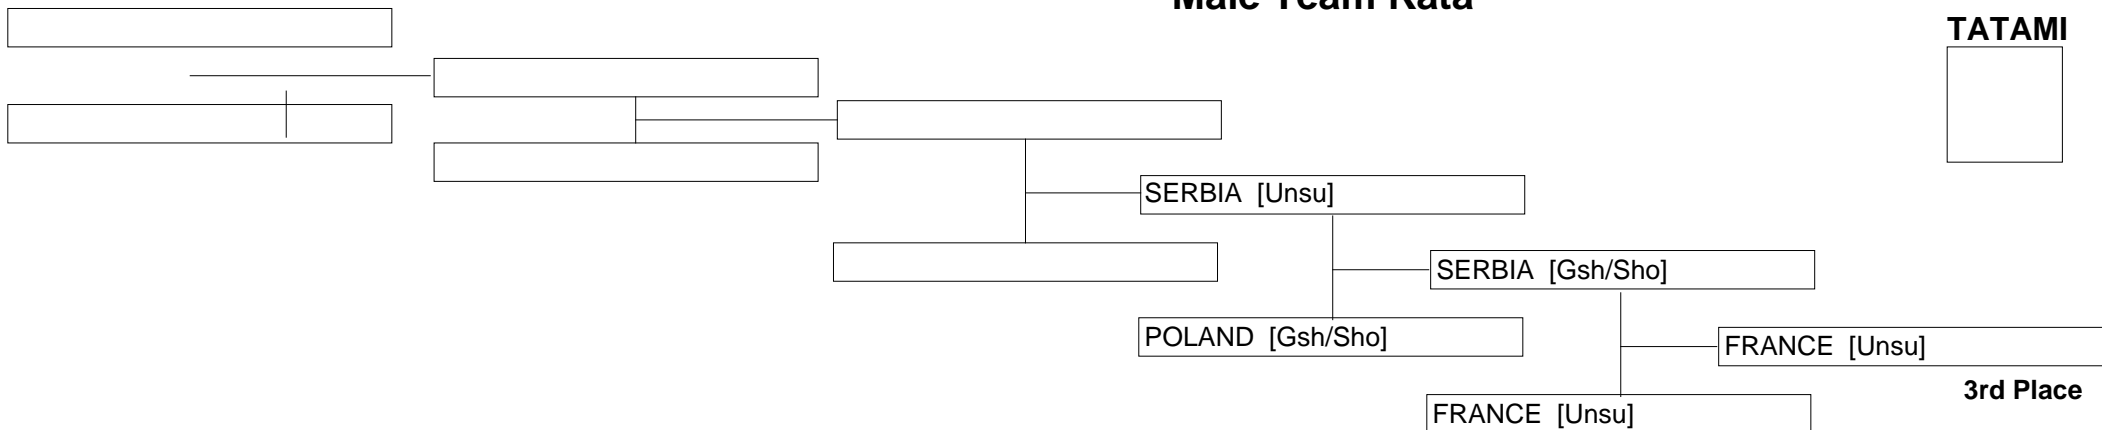 Male Team Kata
TATAMI
SERBIA [Unsu]
SERBIA [Gsh/Sho]
POLAND [Gsh/Sho]
FRANCE [Unsu]
3rd Place
FRANCE [Unsu]